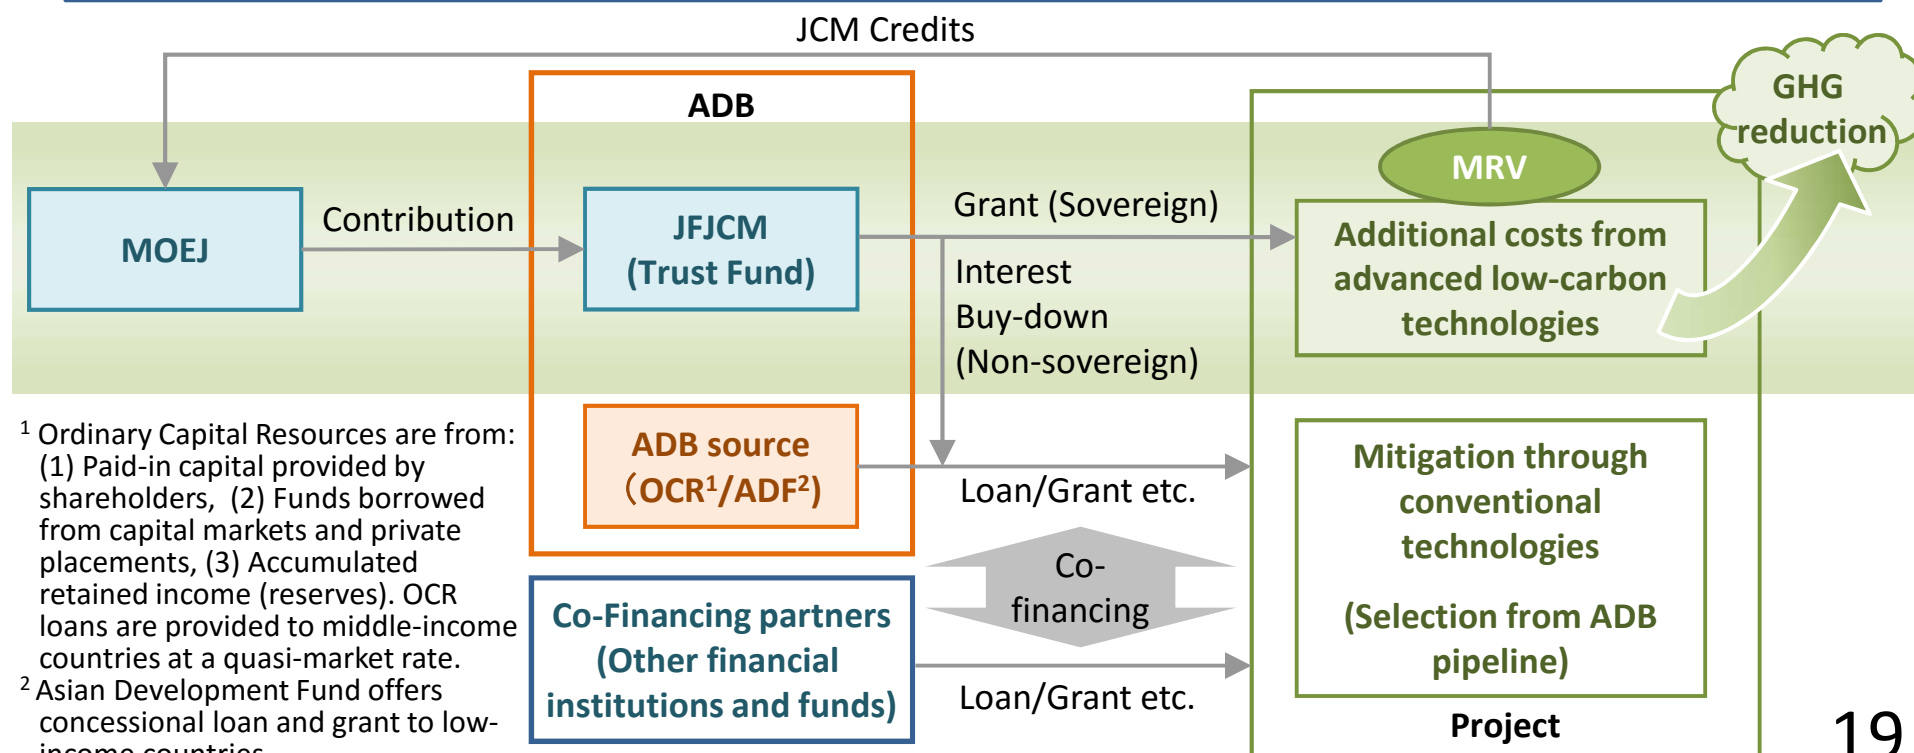 JCM Credits
ADB
GHG
reduction
MRV
MOEJ
Contribution
JFJCM
(Trust Fund)
Grant (Sovereign)
Interest
Buy-down
(Non-sovereign)
Additional costs from
advanced low-carbon
technologies
ADB source
（OCR¹/ADF²)
Loan/Grant etc.
Mitigation through
conventional
technologies
(Selection from ADB
pipeline)
Co-
financing
Co-Financing partners
(Other financial
institutions and funds)
Loan/Grant etc.
Project
¹ Ordinary Capital Resources are from:
(1) Paid-in capital provided by
shareholders, (2) Funds borrowed
from capital markets and private
placements, (3) Accumulated
retained income (reserves). OCR
loans are provided to middle-income
countries at a quasi-market rate.
² Asian Development Fund offers
concessional loan and grant to low-
income countries
19